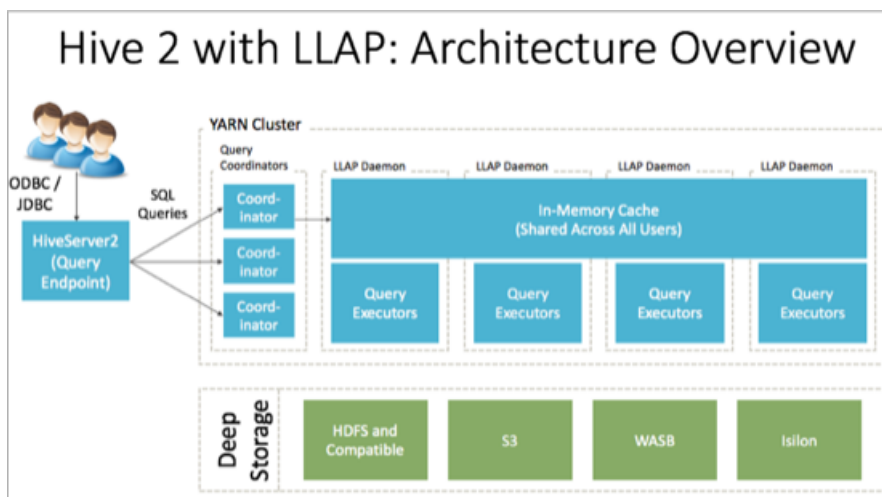 Hive 2 with LLAP: Architecture Overview
YARN Cluster
Query
Coordinators
LLAP Daemon
LLAP Daemon
LLAP Daemon
LLAP Daemon
ODBC /
JDBC
SQL
Queries
HiveServer2
(Query
Endpoint)
Coord-
inator
Coord-
inator
Coord-
inator
In-Memory Cache
(Shared Across All Users)
Query
Executors
Query
Executors
Query
Executors
Query
Executors
Deep
Storage
HDFS and
Compatible
S3
WASB
Isilon